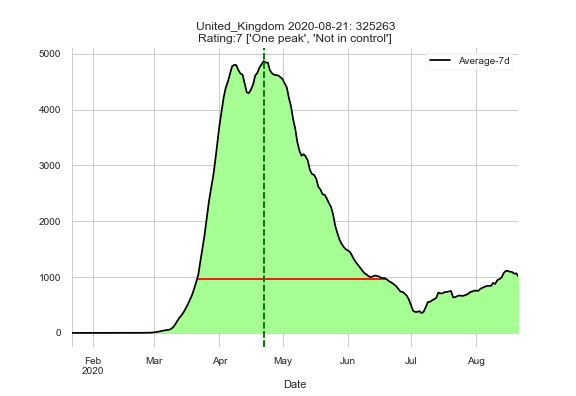 United_Kingdom 2020-08-21: 325263
Rating:7 ['One peak', 'Not in control']
Average-7d
5000
4000
3000
2000
1000
0
Feb Mar Apr May Jun Jul Aug
2020
Date